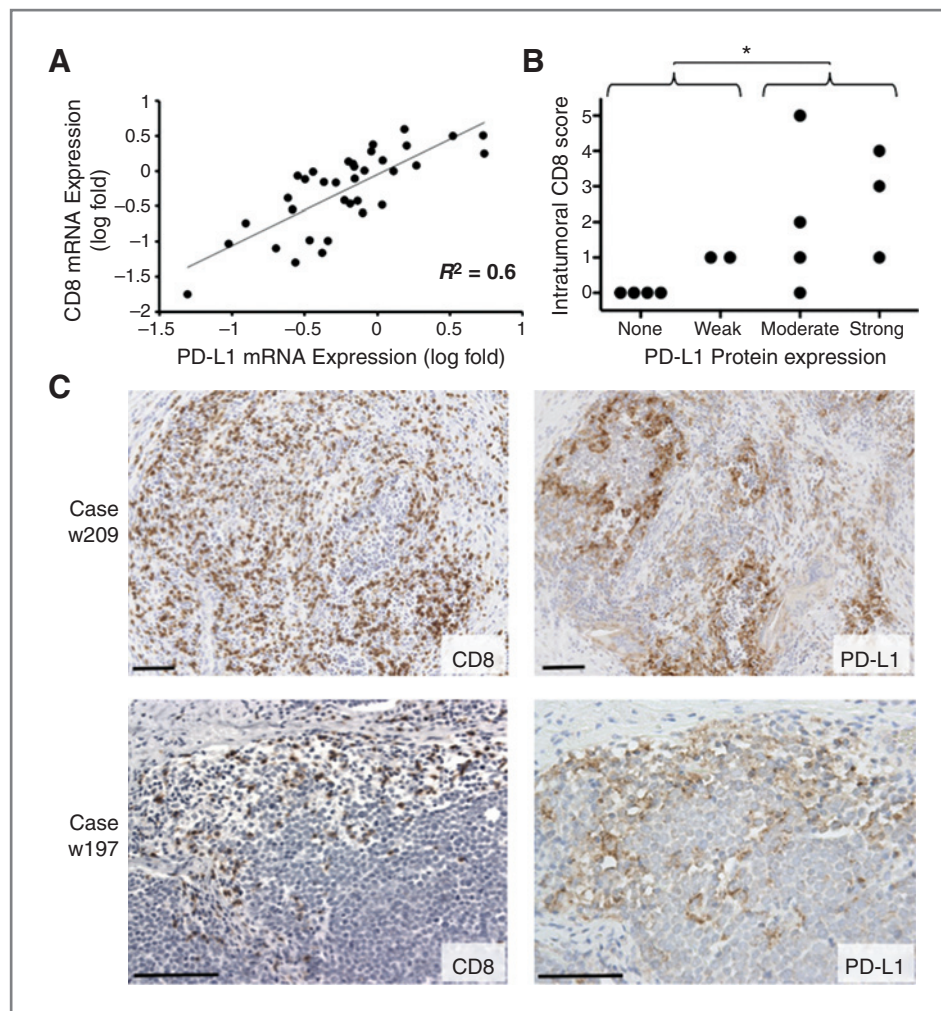 A
CD8 mRNA Expression
(log fold)
1
0.5
0
–0.5
–1
–1.5
–2
–1.5
–1
–0.5
0
0.5
1
R² = 0.6
PD-L1 mRNA Expression (log fold)
B
*
Intratumoral CD8 score
5
4
3
2
1
0
None
Weak
Moderate
Strong
PD-L1 Protein expression
C
Case
w209
CD8
PD-L1
Case
w197
CD8
PD-L1